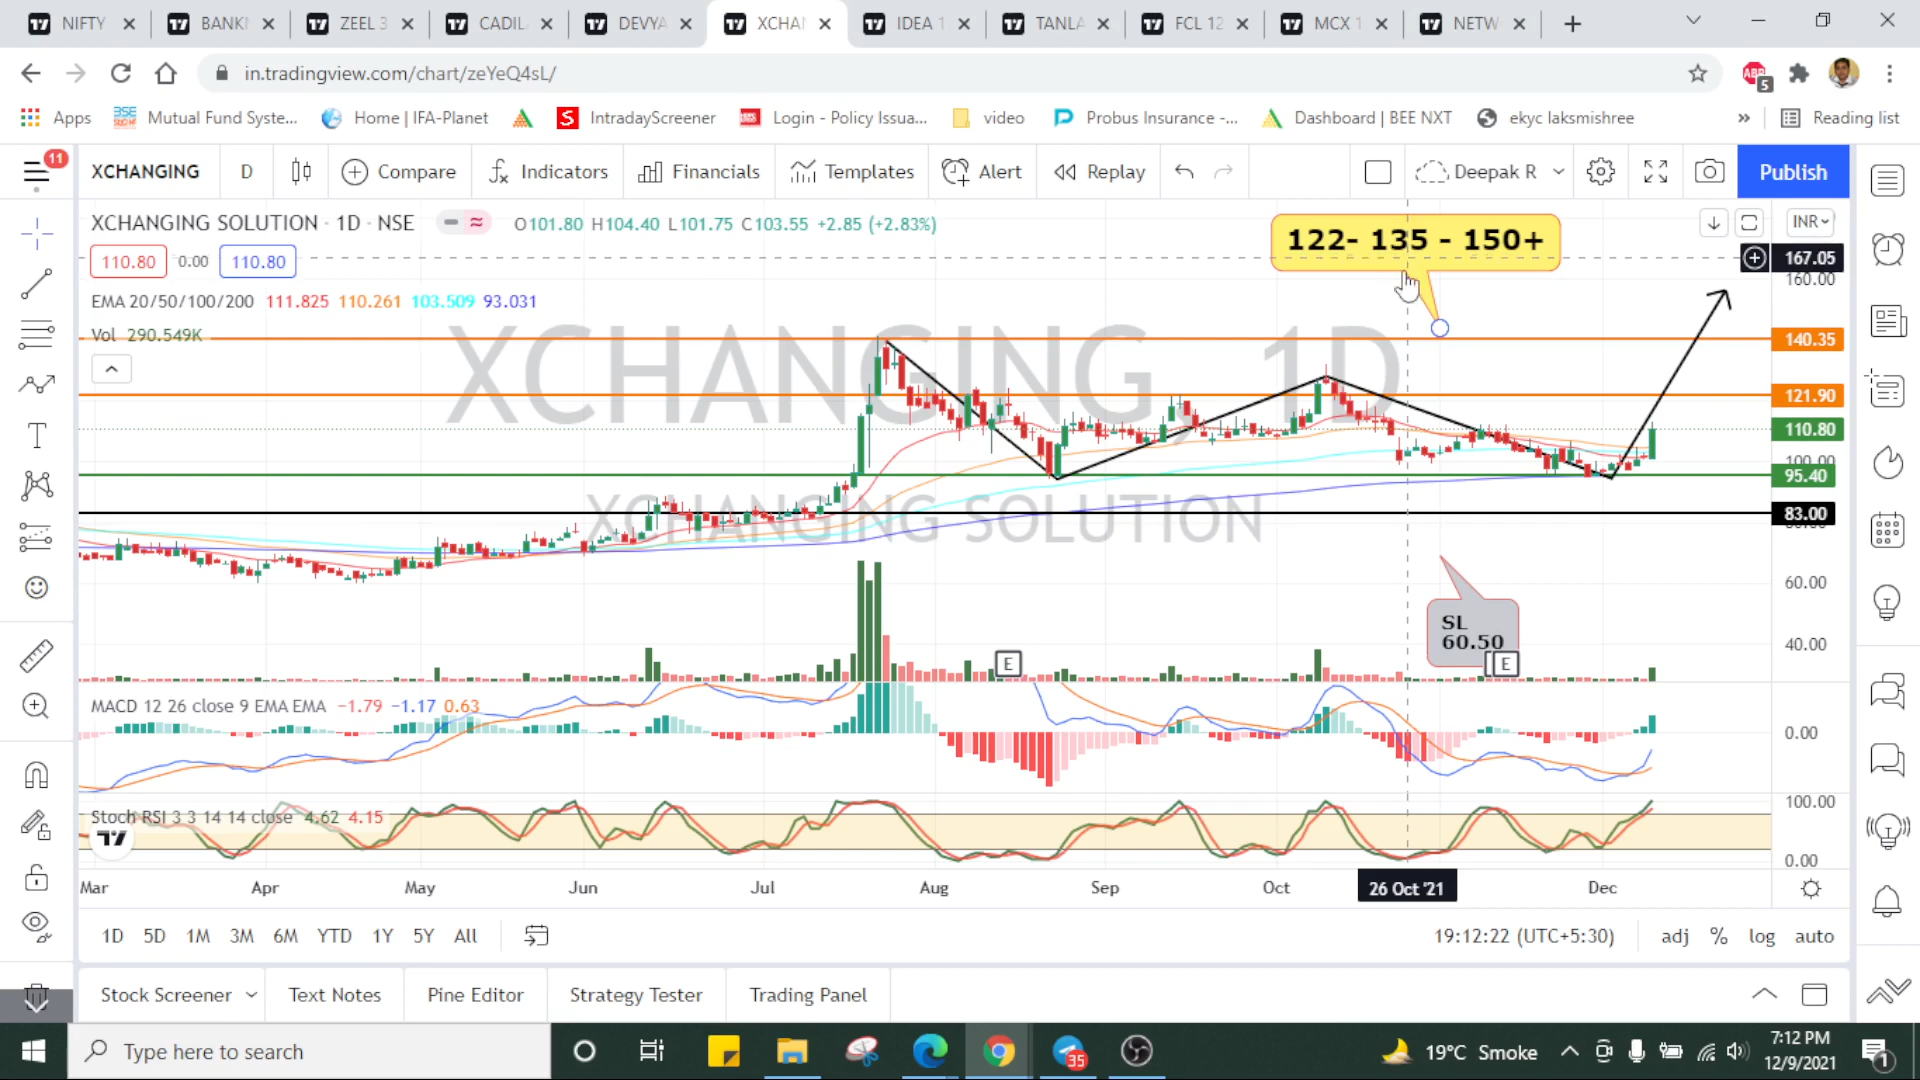 NIFTY
BANKN
ZEEL 3
CADIL
DEVYA
XCHAN
IDEA 1
TANLA
FCL 12
MCX 1
NETW
in.tradingview.com/chart/zeYeQ4sL/
ABP
5
Apps
Mutual Fund Syste...
Home | IFA-Planet
IntradayScreener
Login - Policy Issua...
video
Probus Insurance -...
Dashboard | BEE NXT
ekyc laksmishree
Reading list
11
XCHANGING
D
Compare
Indicators
Financials
Templates
Alert
Replay
Deepak R
Publish
XCHANGING SOLUTION · 1D · NSE
O101.80 H104.40 L101.75 C103.55 +2.85 (+2.83%)
INR
110.80 0.00 110.80
EMA 20/50/100/200 111.825 110.261 103.509 93.031
Vol 290.549K
122- 135 - 150+
XCHANGING, 1D
XCHANGING SOLUTION
167.05
160.00
140.35
121.90
110.80
100.00
95.40
83.00
60.00
40.00
SL
60.50
E
E
MACD 12 26 close 9 EMA EMA −1.79 −1.17 0.63
0.00
Stoch RSI 3 3 14 14 close 4.62 4.15
100.00
0.00
Mar
Apr
May
Jun
Jul
Aug
Sep
Oct
26 Oct '21
Dec
1D 5D 1M 3M 6M YTD 1Y 5Y All
19:12:22 (UTC+5:30)
adj % log auto
Stock Screener
Text Notes
Pine Editor
Strategy Tester
Trading Panel
Type here to search
35
19°C Smoke
7:12 PM
12/9/2021
1